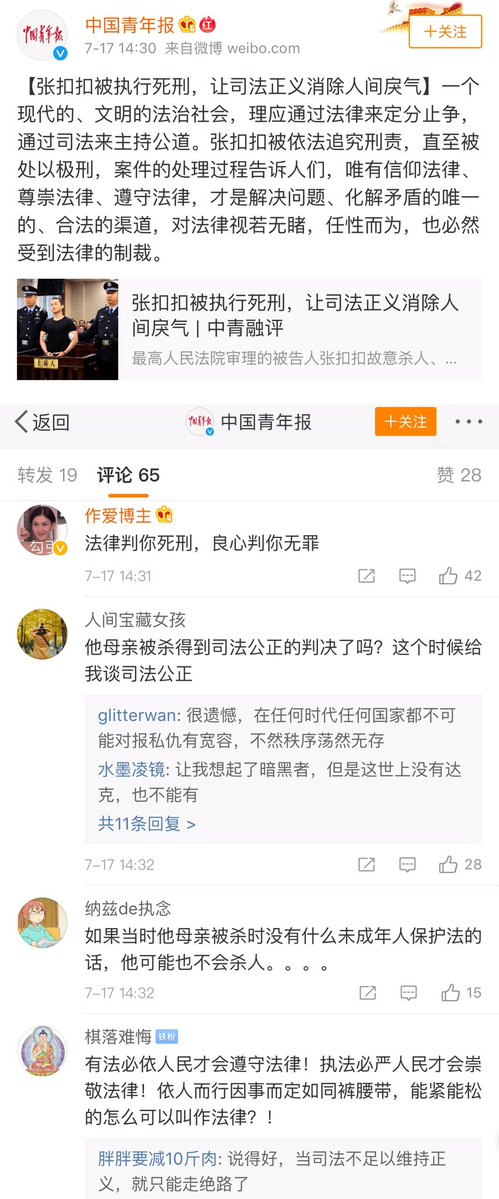 中国青年报
中国青年报 红
十关注
7-17 14:30 来自微博 weibo.com
【张扣扣被执行死刑，让司法正义消除人间戾气】一个
现代的、文明的法治社会，理应通过法律来定分止争，
通过司法来主持公道。张扣扣被依法追究刑责，直至被
处以极刑，案件的处理过程告诉人们，唯有信仰法律、
尊崇法律、遵守法律，才是解决问题、化解矛盾的唯一
的、合法的渠道，对法律视若无睹，任性而为，也必然
受到法律的制裁。
上诉人
张扣扣被执行死刑，让司法正义消除人
间戾气 | 中青融评
最高人民法院审理的被告人张扣扣故意杀人、...
返回
中国青年报
中国青年报
十关注
转发 19 评论 65 赞 28
作爱博主
勾引
法律判你死刑，良心判你无罪
7-17 14:31 42
人间宝藏女孩
他母亲被杀得到司法公正的判决了吗？这个时候给
我谈司法公正
glitterwan: 很遗憾，在任何时代任何国家都不可
能对报私仇有宽容，不然秩序荡然无存
水墨凌镜: 让我想起了暗黑者，但是这世上没有达
克，也不能有
共11条回复 >
7-17 14:32 28
纳兹de执念
如果当时他母亲被杀时没有什么未成年人保护法的
话，他可能也不会杀人。。。。
7-17 14:32 15
棋落难悔 铁粉
有法必依人民才会遵守法律！执法必严人民才会崇
敬法律！依人而行因事而定如同裤腰带，能紧能松
的怎么可以叫作法律？！
胖胖要减10斤肉: 说得好，当司法不足以维持正
义，就只能走绝路了